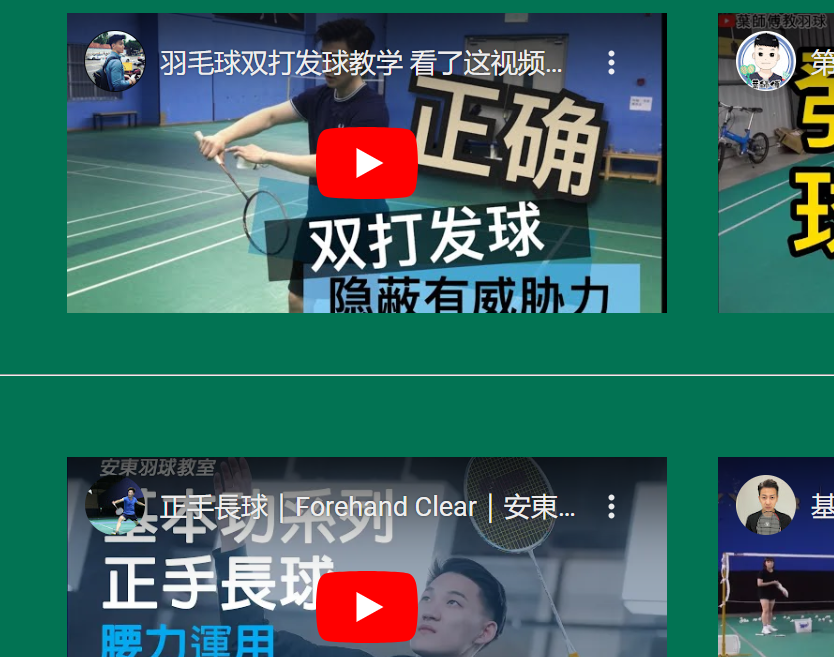 羽毛球双打发球教学 看了这视频...
正确
双打发球
隐蔽有威胁力
葉師傅教羽球
第
發
球
安東羽球教室
正手長球｜Forehand Clear｜安東...
基本功系列
正手長球
腰力運用
基